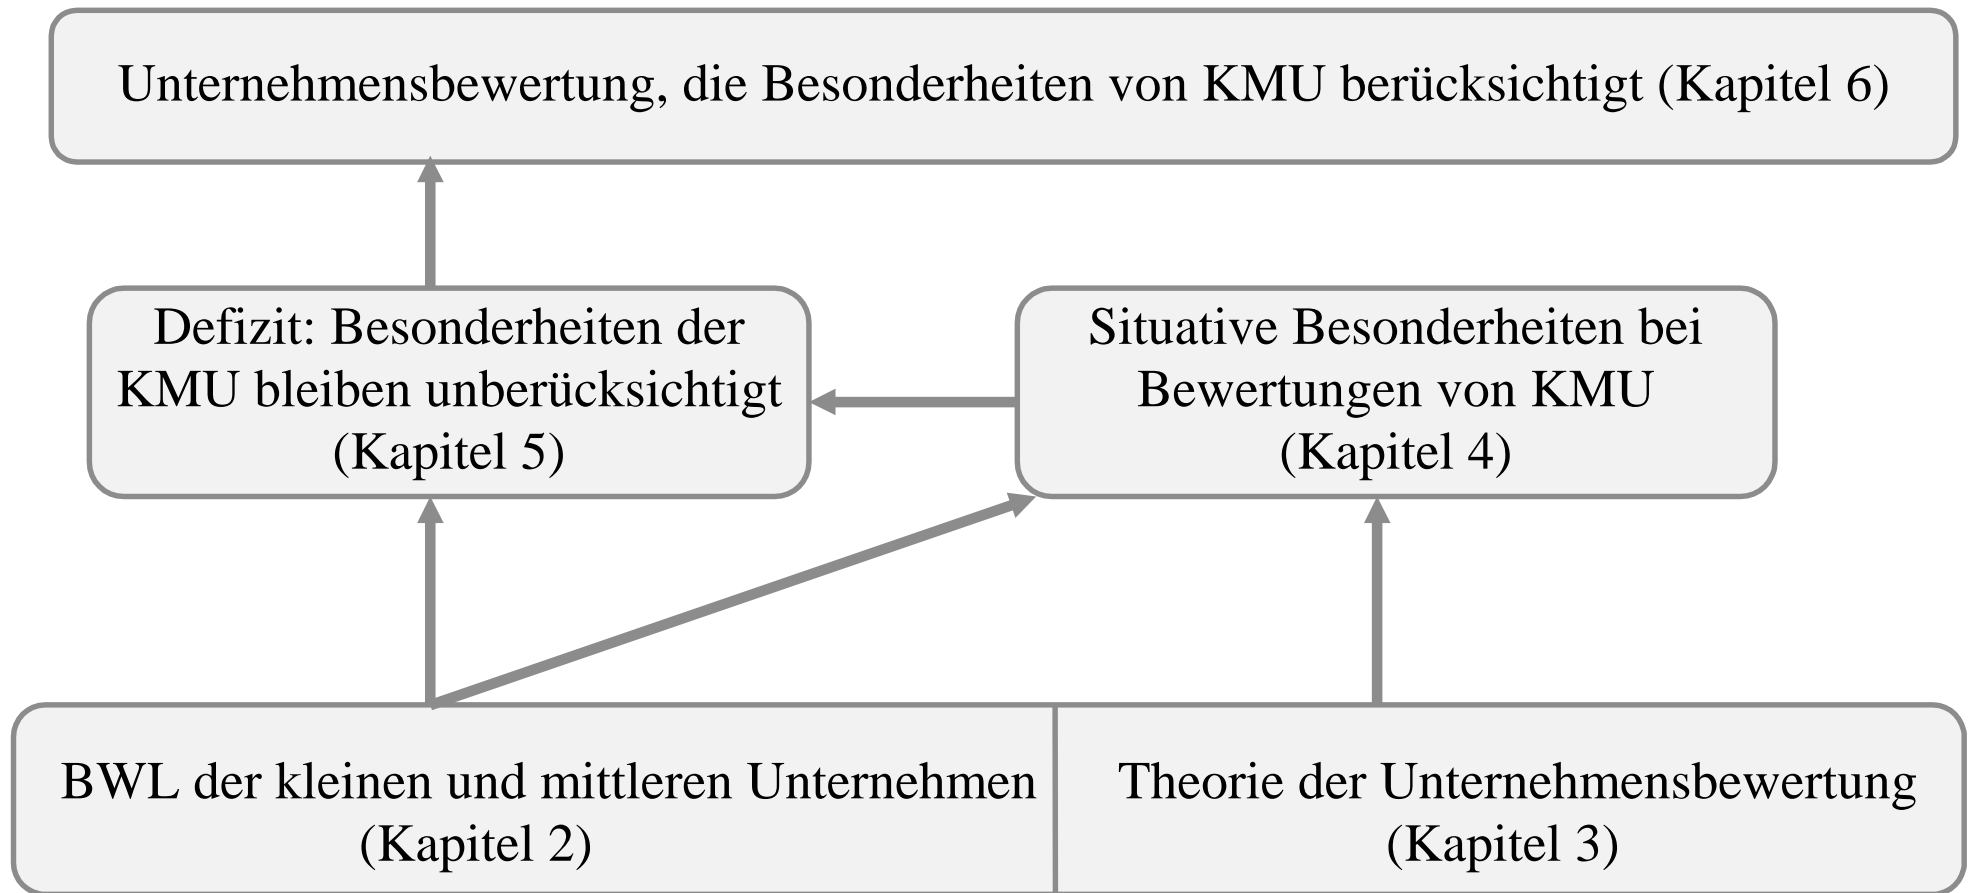 Unternehmensbewertung, die Besonderheiten von KMU berücksichtigt (Kapitel 6)
Defizit: Besonderheiten der
KMU bleiben unberücksichtigt
(Kapitel 5)
Situative Besonderheiten bei
Bewertungen von KMU
(Kapitel 4)
BWL der kleinen und mittleren Unternehmen
(Kapitel 2)
Theorie der Unternehmensbewertung
(Kapitel 3)